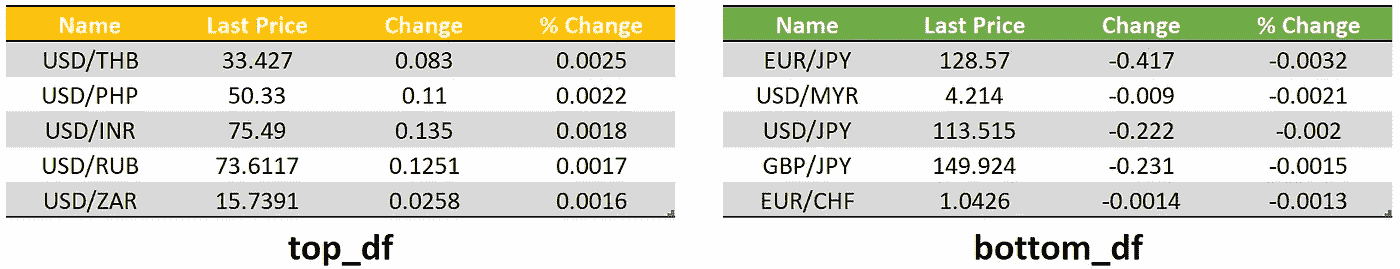 Name Last Price Change % Change
USD/THB 33.427 0.083 0.0025
USD/PHP 50.33 0.11 0.0022
USD/INR 75.49 0.135 0.0018
USD/RUB 73.6117 0.1251 0.0017
USD/ZAR 15.7391 0.0258 0.0016
top_df
Name Last Price Change % Change
EUR/JPY 128.57 -0.417 -0.0032
USD/MYR 4.214 -0.009 -0.0021
USD/JPY 113.515 -0.222 -0.002
GBP/JPY 149.924 -0.231 -0.0015
EUR/CHF 1.0426 -0.0014 -0.0013
bottom_df